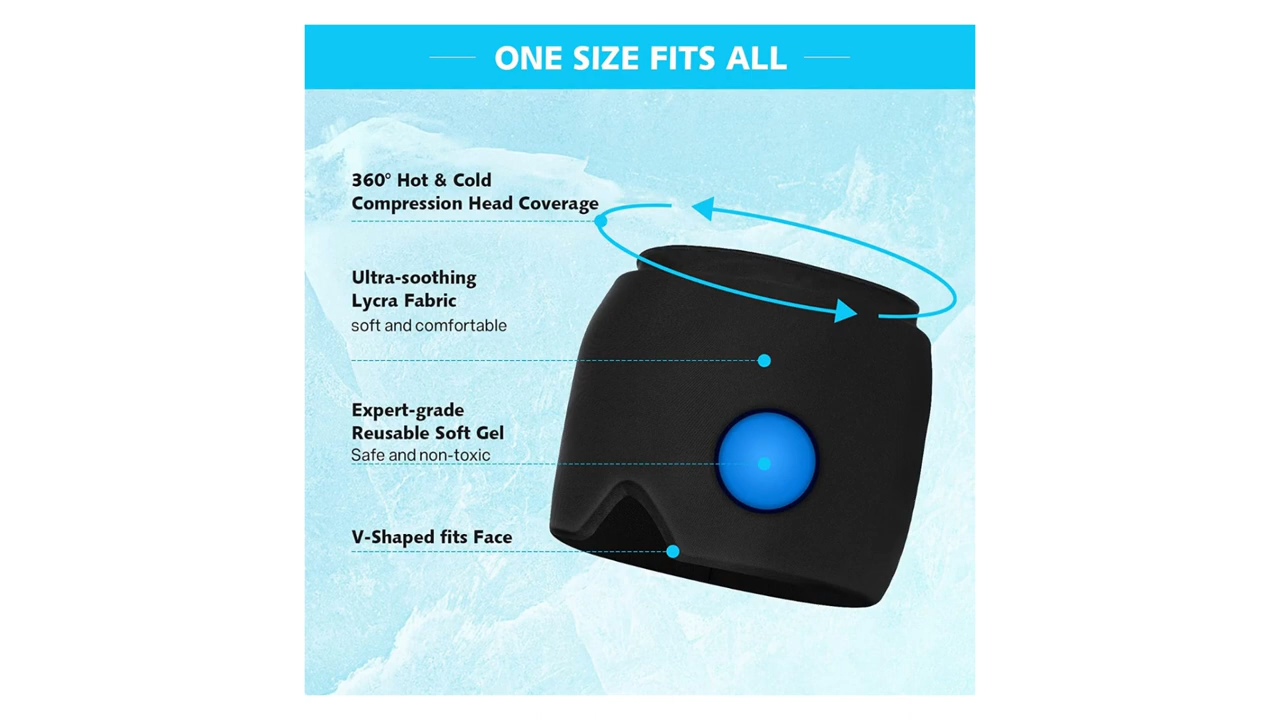 ONE SIZE FITS ALL
360° Hot & Cold
Compression Head Coverage
Ultra-soothing
Lycra Fabric
soft and comfortable
Expert-grade
Reusable Soft Gel
Safe and non-toxic
V-Shaped fits Face